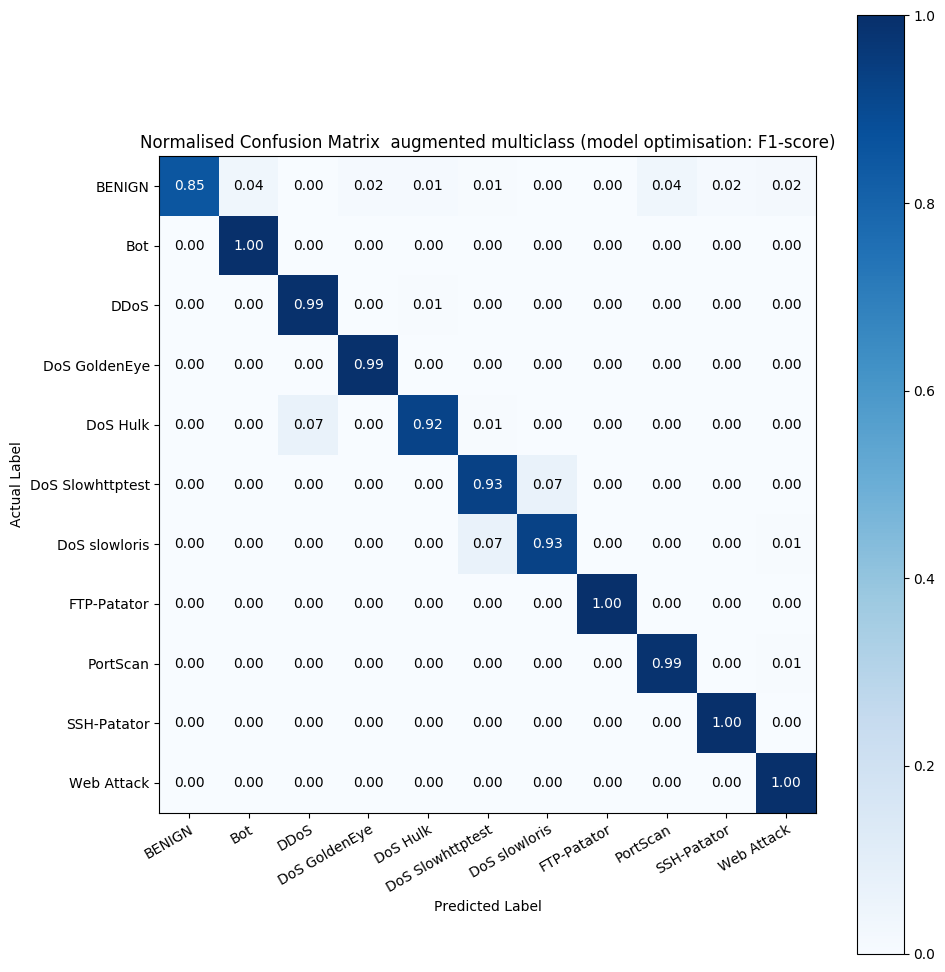 Normalised Confusion Matrix  augmented multiclass (model optimisation: F1-score)
BENIGN 0.85 0.04 0.00 0.02 0.01 0.01 0.00 0.00 0.04 0.02 0.02
Bot 0.00 1.00 0.00 0.00 0.00 0.00 0.00 0.00 0.00 0.00 0.00
DDoS 0.00 0.00 0.99 0.00 0.01 0.00 0.00 0.00 0.00 0.00 0.00
DoS GoldenEye 0.00 0.00 0.00 0.99 0.00 0.00 0.00 0.00 0.00 0.00 0.00
DoS Hulk 0.00 0.00 0.07 0.00 0.92 0.01 0.00 0.00 0.00 0.00 0.00
DoS Slowhttptest 0.00 0.00 0.00 0.00 0.00 0.93 0.07 0.00 0.00 0.00 0.00
DoS slowloris 0.00 0.00 0.00 0.00 0.00 0.07 0.93 0.00 0.00 0.00 0.01
FTP-Patator 0.00 0.00 0.00 0.00 0.00 0.00 0.00 1.00 0.00 0.00 0.00
PortScan 0.00 0.00 0.00 0.00 0.00 0.00 0.00 0.00 0.99 0.00 0.01
SSH-Patator 0.00 0.00 0.00 0.00 0.00 0.00 0.00 0.00 0.00 1.00 0.00
Web Attack 0.00 0.00 0.00 0.00 0.00 0.00 0.00 0.00 0.00 0.00 1.00
Actual Label
BENIGN Bot DDoS DoS GoldenEye DoS Hulk DoS Slowhttptest DoS slowloris FTP-Patator PortScan SSH-Patator Web Attack
Predicted Label
1.0
0.8
0.6
0.4
0.2
0.0